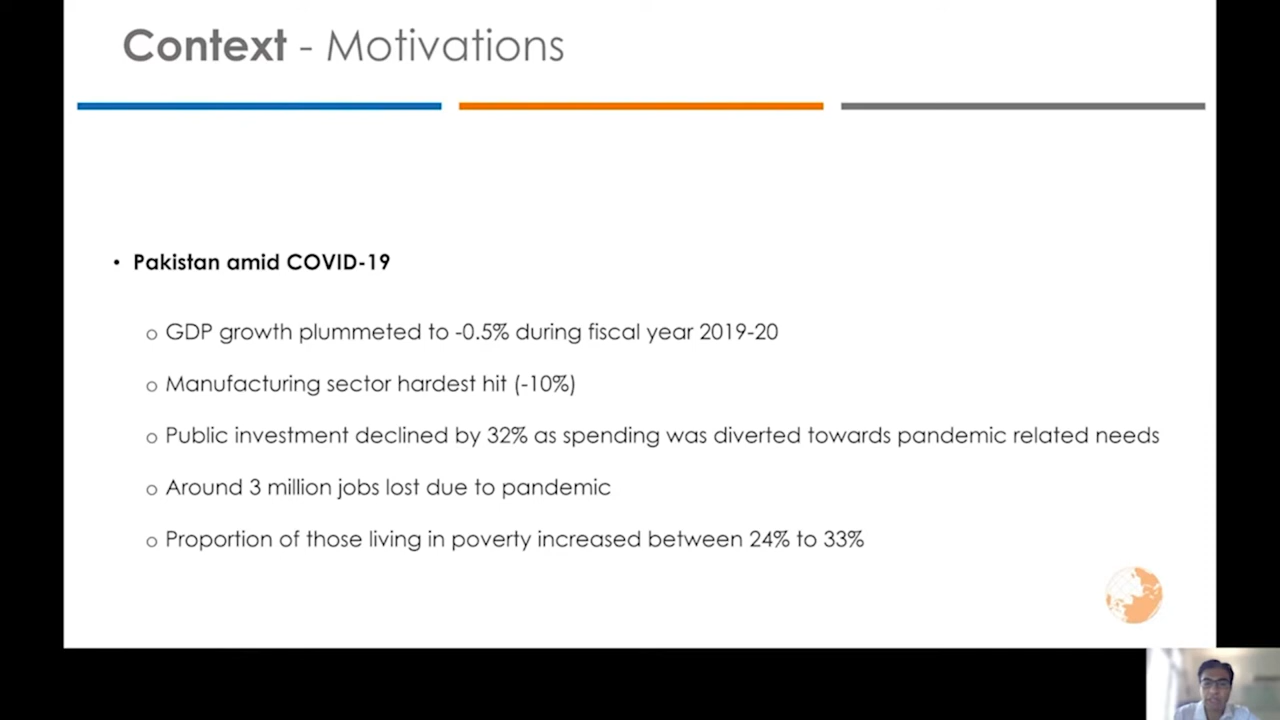 Context - Motivations
• Pakistan amid COVID-19
o GDP growth plummeted to -0.5% during fiscal year 2019-20
o Manufacturing sector hardest hit (-10%)
o Public investment declined by 32% as spending was diverted towards pandemic related needs
o Around 3 million jobs lost due to pandemic
o Proportion of those living in poverty increased between 24% to 33%